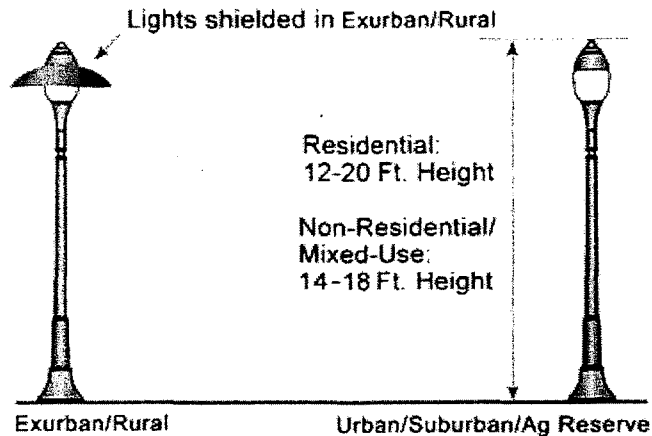 Lights shielded in Exurban/Rural
Residential:
12-20 Ft. Height
Non-Residential/
Mixed-Use:
14-18 Ft. Height
Exurban/Rural
Urban/Suburban/Ag Reserve